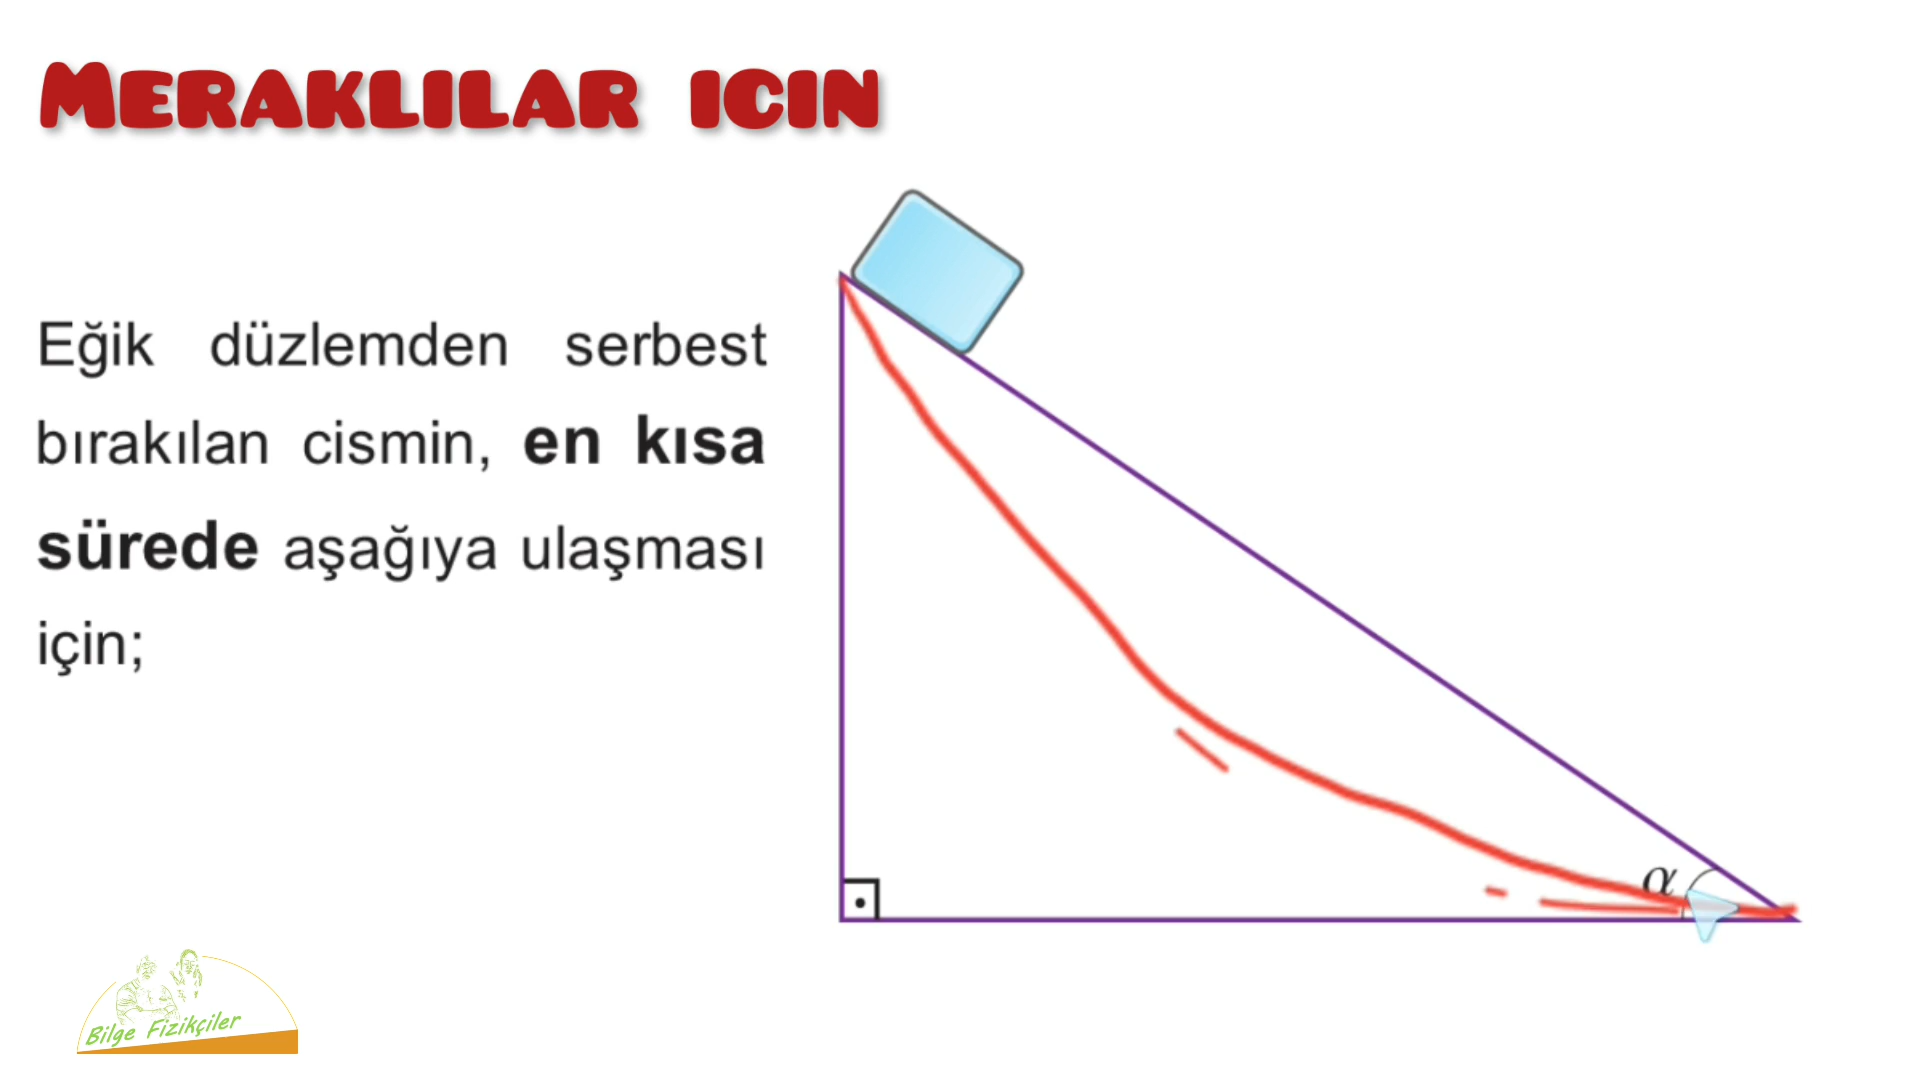 MERAKLILAR ICIN
Eğik düzlemden serbest
bırakılan cismin, en kısa
sürede aşağıya ulaşması
için;
α
Bilge Fizikçiler